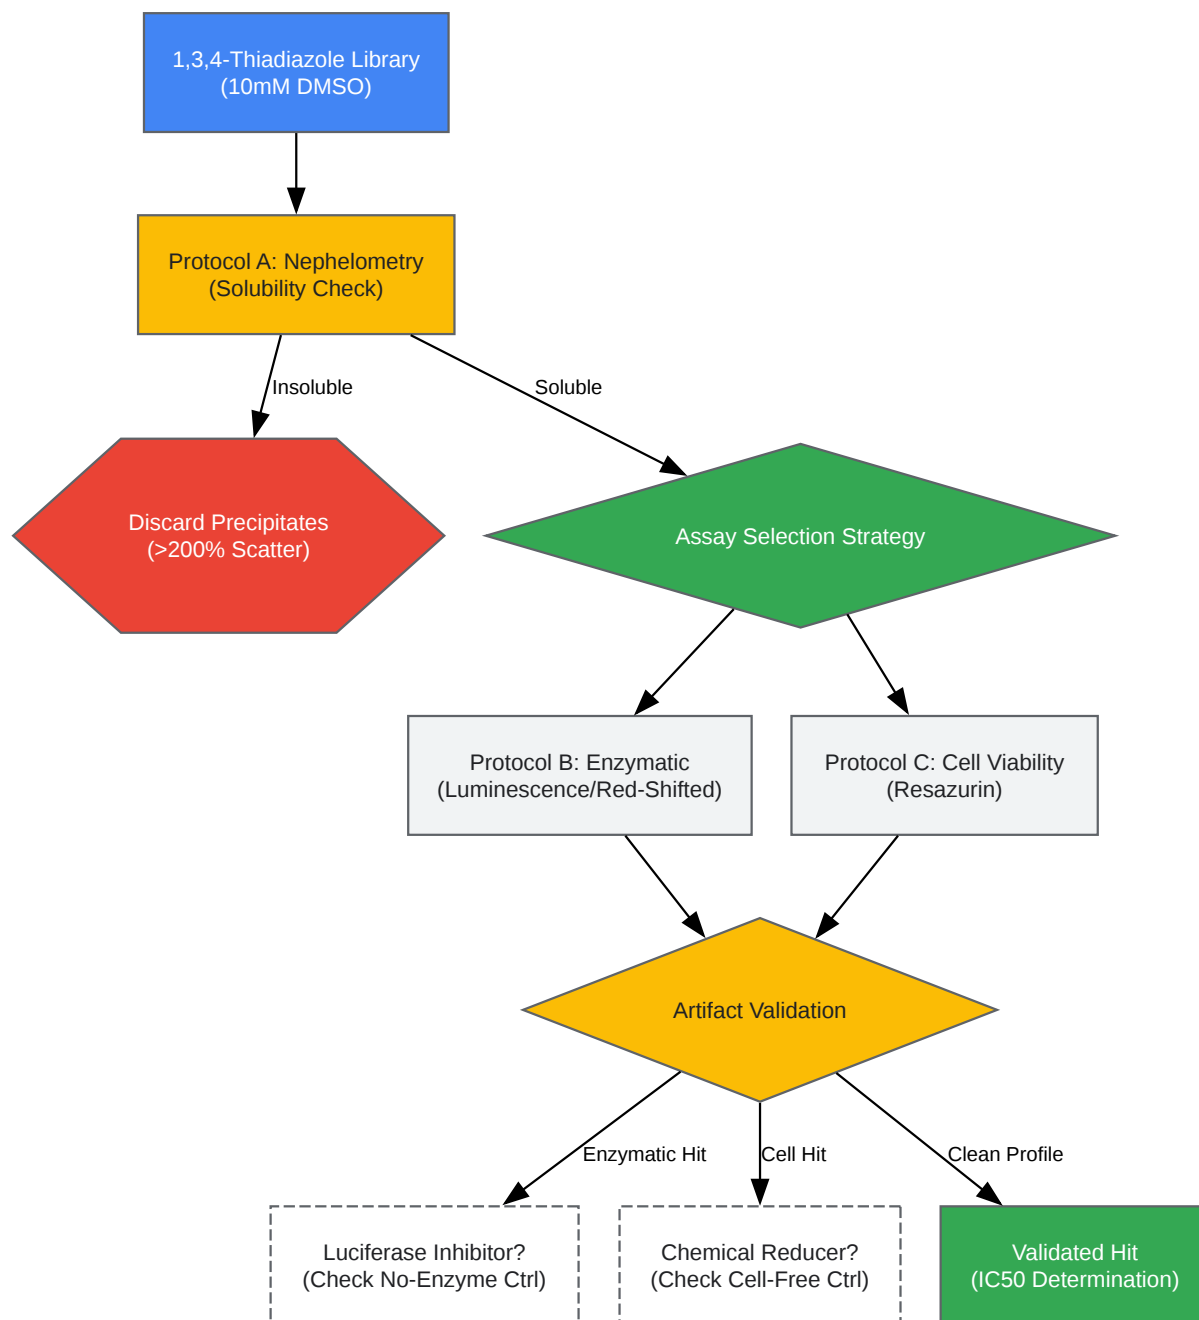 1,3,4-Thiadiazole Library
(10mM DMSO)
Protocol A: Nephelometry
(Solubility Check)
Insoluble
Soluble
Discard Precipitates
(>200% Scatter)
Assay Selection Strategy
Protocol B: Enzymatic
(Luminescence/Red-Shifted)
Protocol C: Cell Viability
(Resazurin)
Artifact Validation
Enzymatic Hit
Cell Hit
Clean Profile
Luciferase Inhibitor?
(Check No-Enzyme Ctrl)
Chemical Reducer?
(Check Cell-Free Ctrl)
Validated Hit
(IC50 Determination)